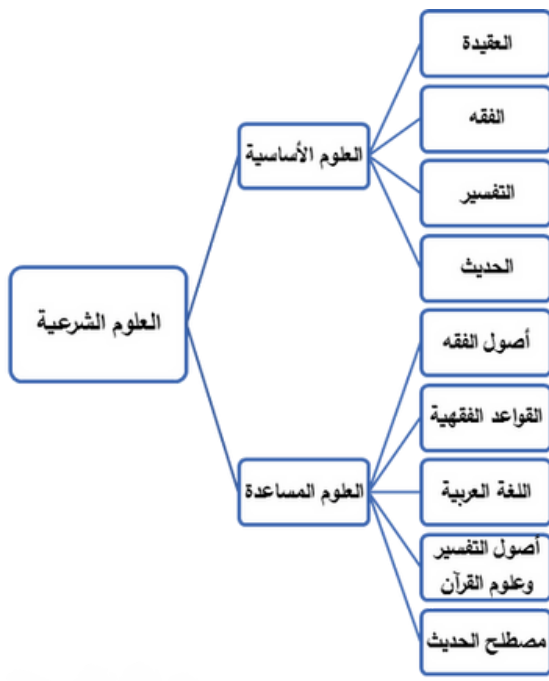 العلوم الشرعية
العلوم الأساسية
العقيدة
الفقه
التفسير
الحديث
العلوم المساعدة
أصول الفقه
القواعد الفقهية
اللغة العربية
أصول التفسير
وعلوم القرآن
مصطلح الحديث